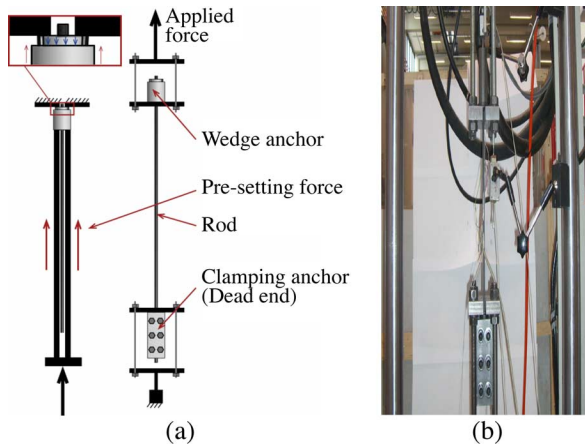 Applied
force
Wedge anchor
Pre-setting force
Rod
Clamping anchor
(Dead end)
(a)
(b)